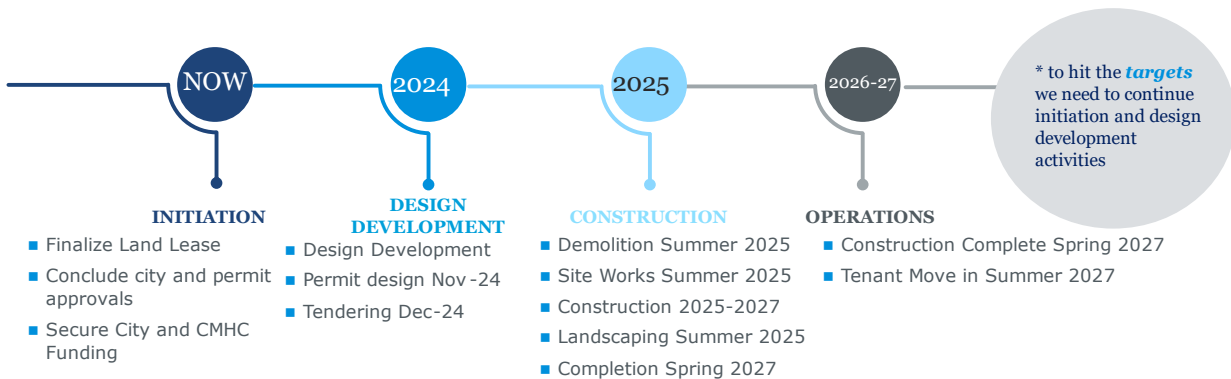 NOW
2024
2025
2026-27
* to hit the targets
we need to continue
initiation and design
development
activities
INITIATION
Finalize Land Lease
Conclude city and permit
approvals
Secure City and CMHC
Funding
DESIGN
DEVELOPMENT
Design Development
Permit design Nov-24
Tendering Dec-24
CONSTRUCTION
Demolition Summer 2025
Site Works Summer 2025
Construction 2025-2027
Landscaping Summer 2025
Completion Spring 2027
OPERATIONS
Construction Complete Spring 2027
Tenant Move in Summer 2027